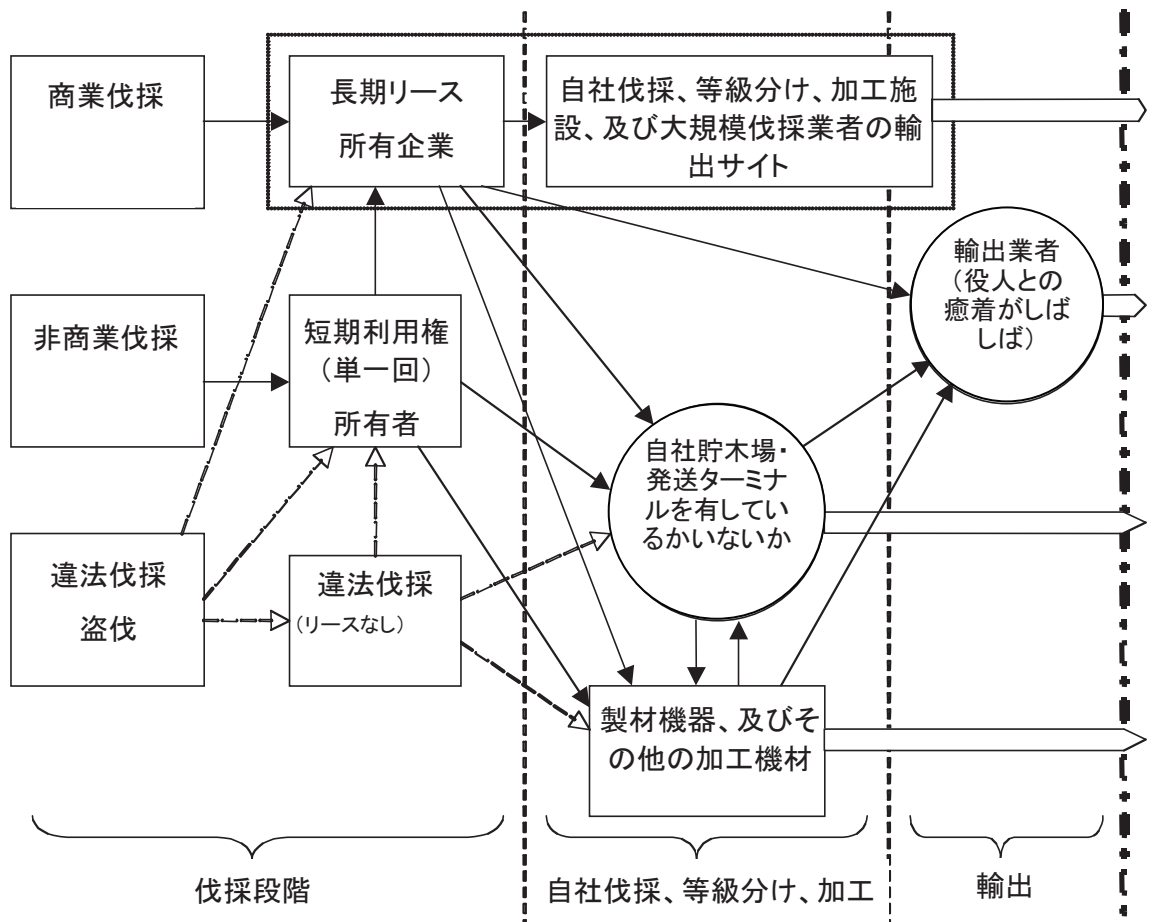 商業伐採
長期リース
所有企業
自社伐採、等級分け、加工施
設、及び大規模伐採業者の輸
出サイト
輸出業者
（役人との
癒着がしば
しば）
非商業伐採
短期利用権
（単一回）
所有者
自社貯木場・
発送ターミナ
ルを有してい
るかいないか
違法伐採
盗伐
違法伐採
（リースなし）
製材機器、及びそ
の他の加工機材
伐採段階
自社伐採、等級分け、加工
輸出